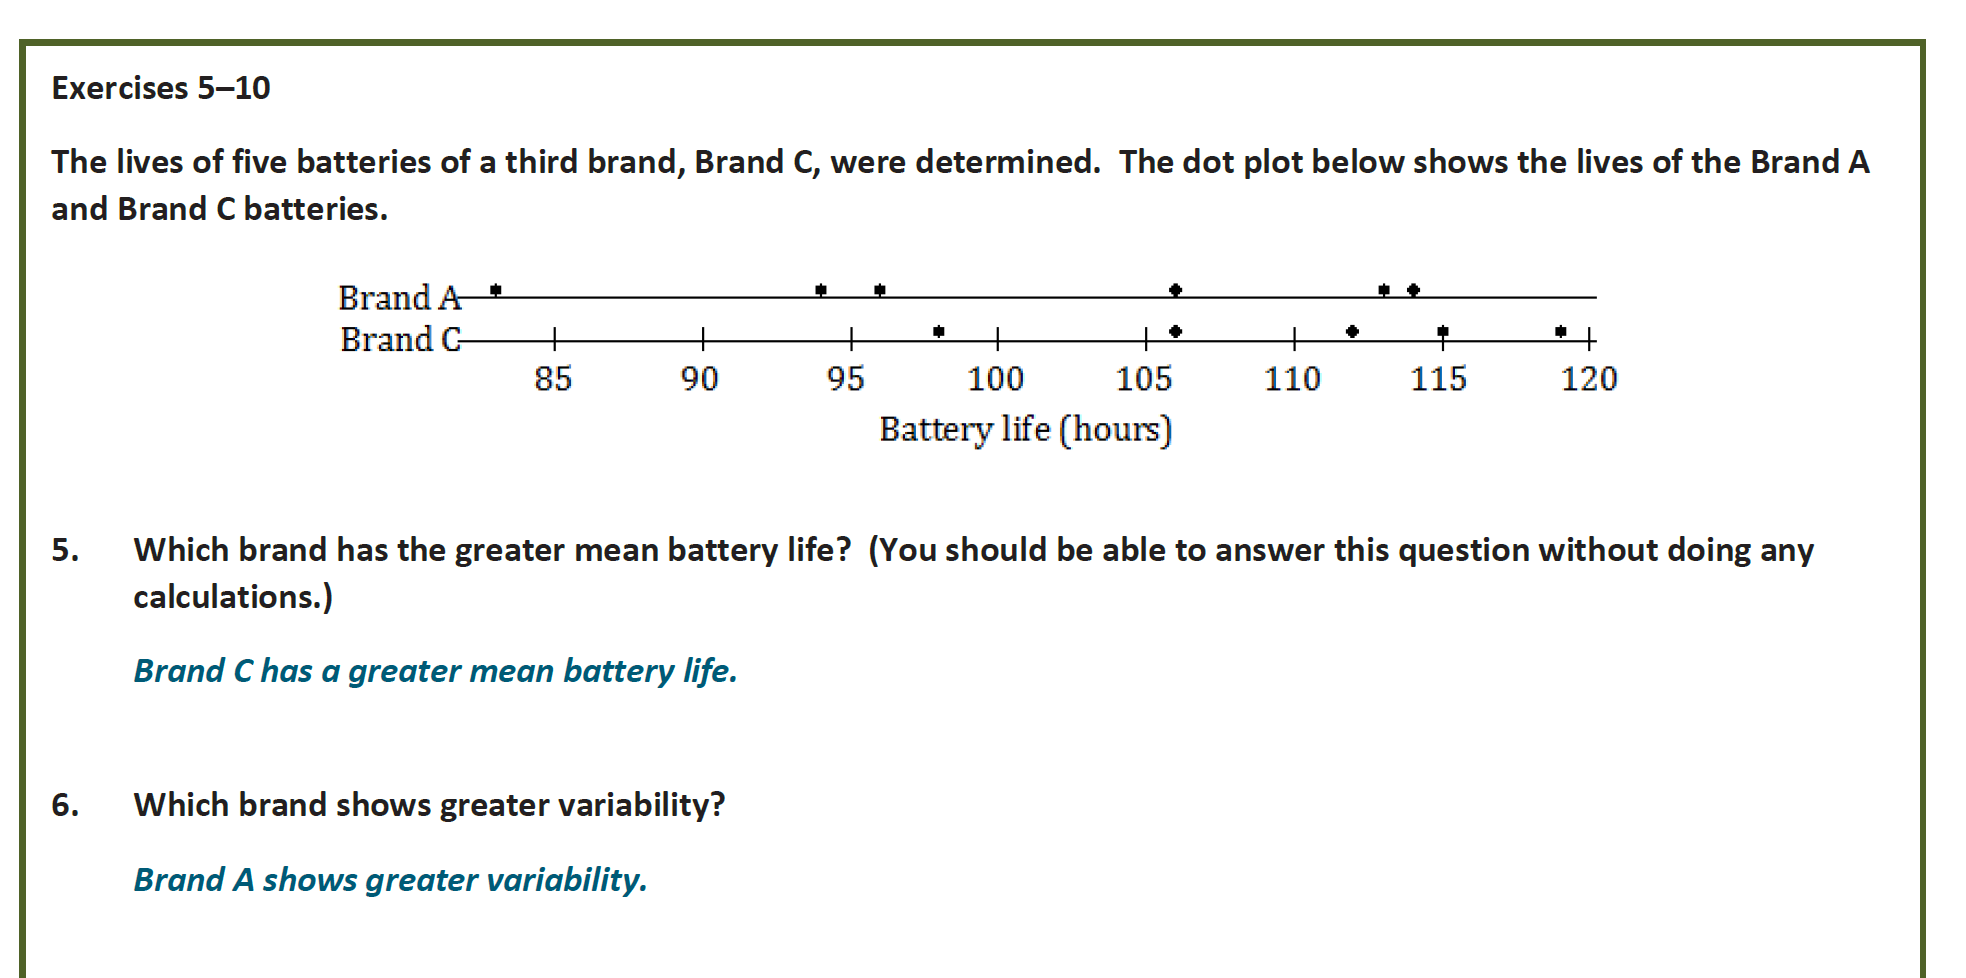 Exercises 5–10
The lives of five batteries of a third brand, Brand C, were determined.  The dot plot below shows the lives of the Brand A
and Brand C batteries.
Brand A
Brand C
85 90 95 100 105 110 115 120
Battery life (hours)
5. Which brand has the greater mean battery life?  (You should be able to answer this question without doing any
calculations.)
Brand C has a greater mean battery life.
6. Which brand shows greater variability?
Brand A shows greater variability.